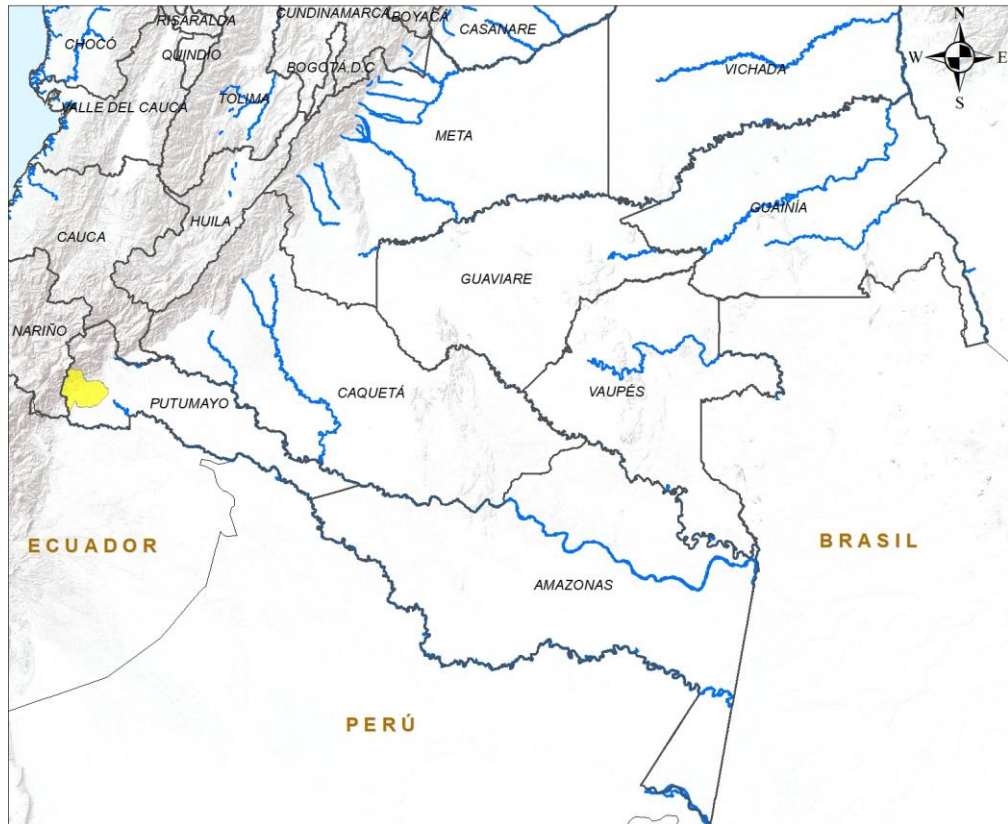 CUNDINAMARCA
BOYACÁ
RISARALDA
CASANARE
N
CHOCÓ
QUINDÍO
BOGOTÁ D.C
W
E
VICHADA
S
VALLE DEL CAUCA
TOLIMA
META
GUAINÍA
HUILA
CAUCA
GUAVIARE
NARIÑO
CAQUETÁ
VAUPÉS
PUTUMAYO
ECUADOR
BRASIL
AMAZONAS
PERÚ